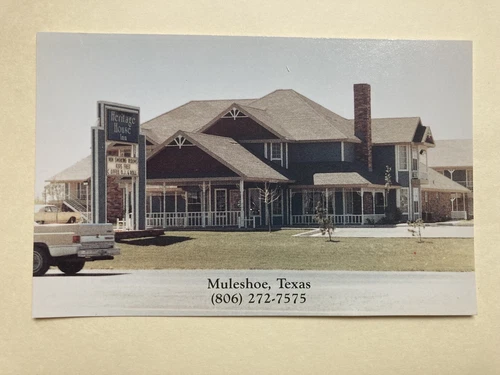 Heritage
House
Inn
Muleshoe, Texas
(806) 272-7575